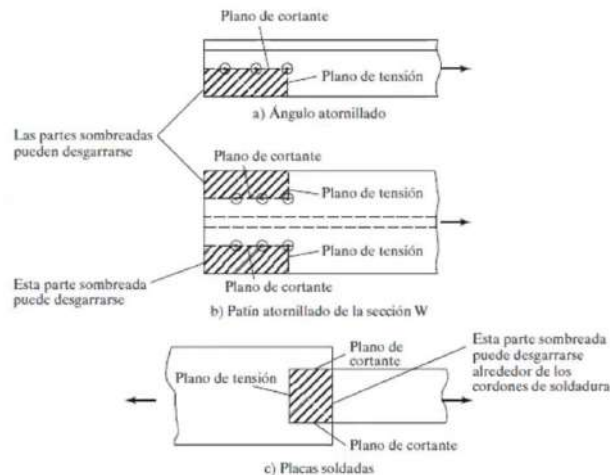 Plano de cortante
Plano de tensión
a) Ángulo atornillado
Las partes sombreadas
pueden desgarrarse
Plano de cortante
Plano de tensión
Plano de tensión
Plano de cortante
Esta parte sombreada
puede desgarrarse
b) Patín atornillado de la sección W
Plano de
cortante
Plano de tensión
Esta parte sombreada
puede desgarrarse
alrededor de los
cordones de soldadura
Plano de cortante
c) Placas soldadas